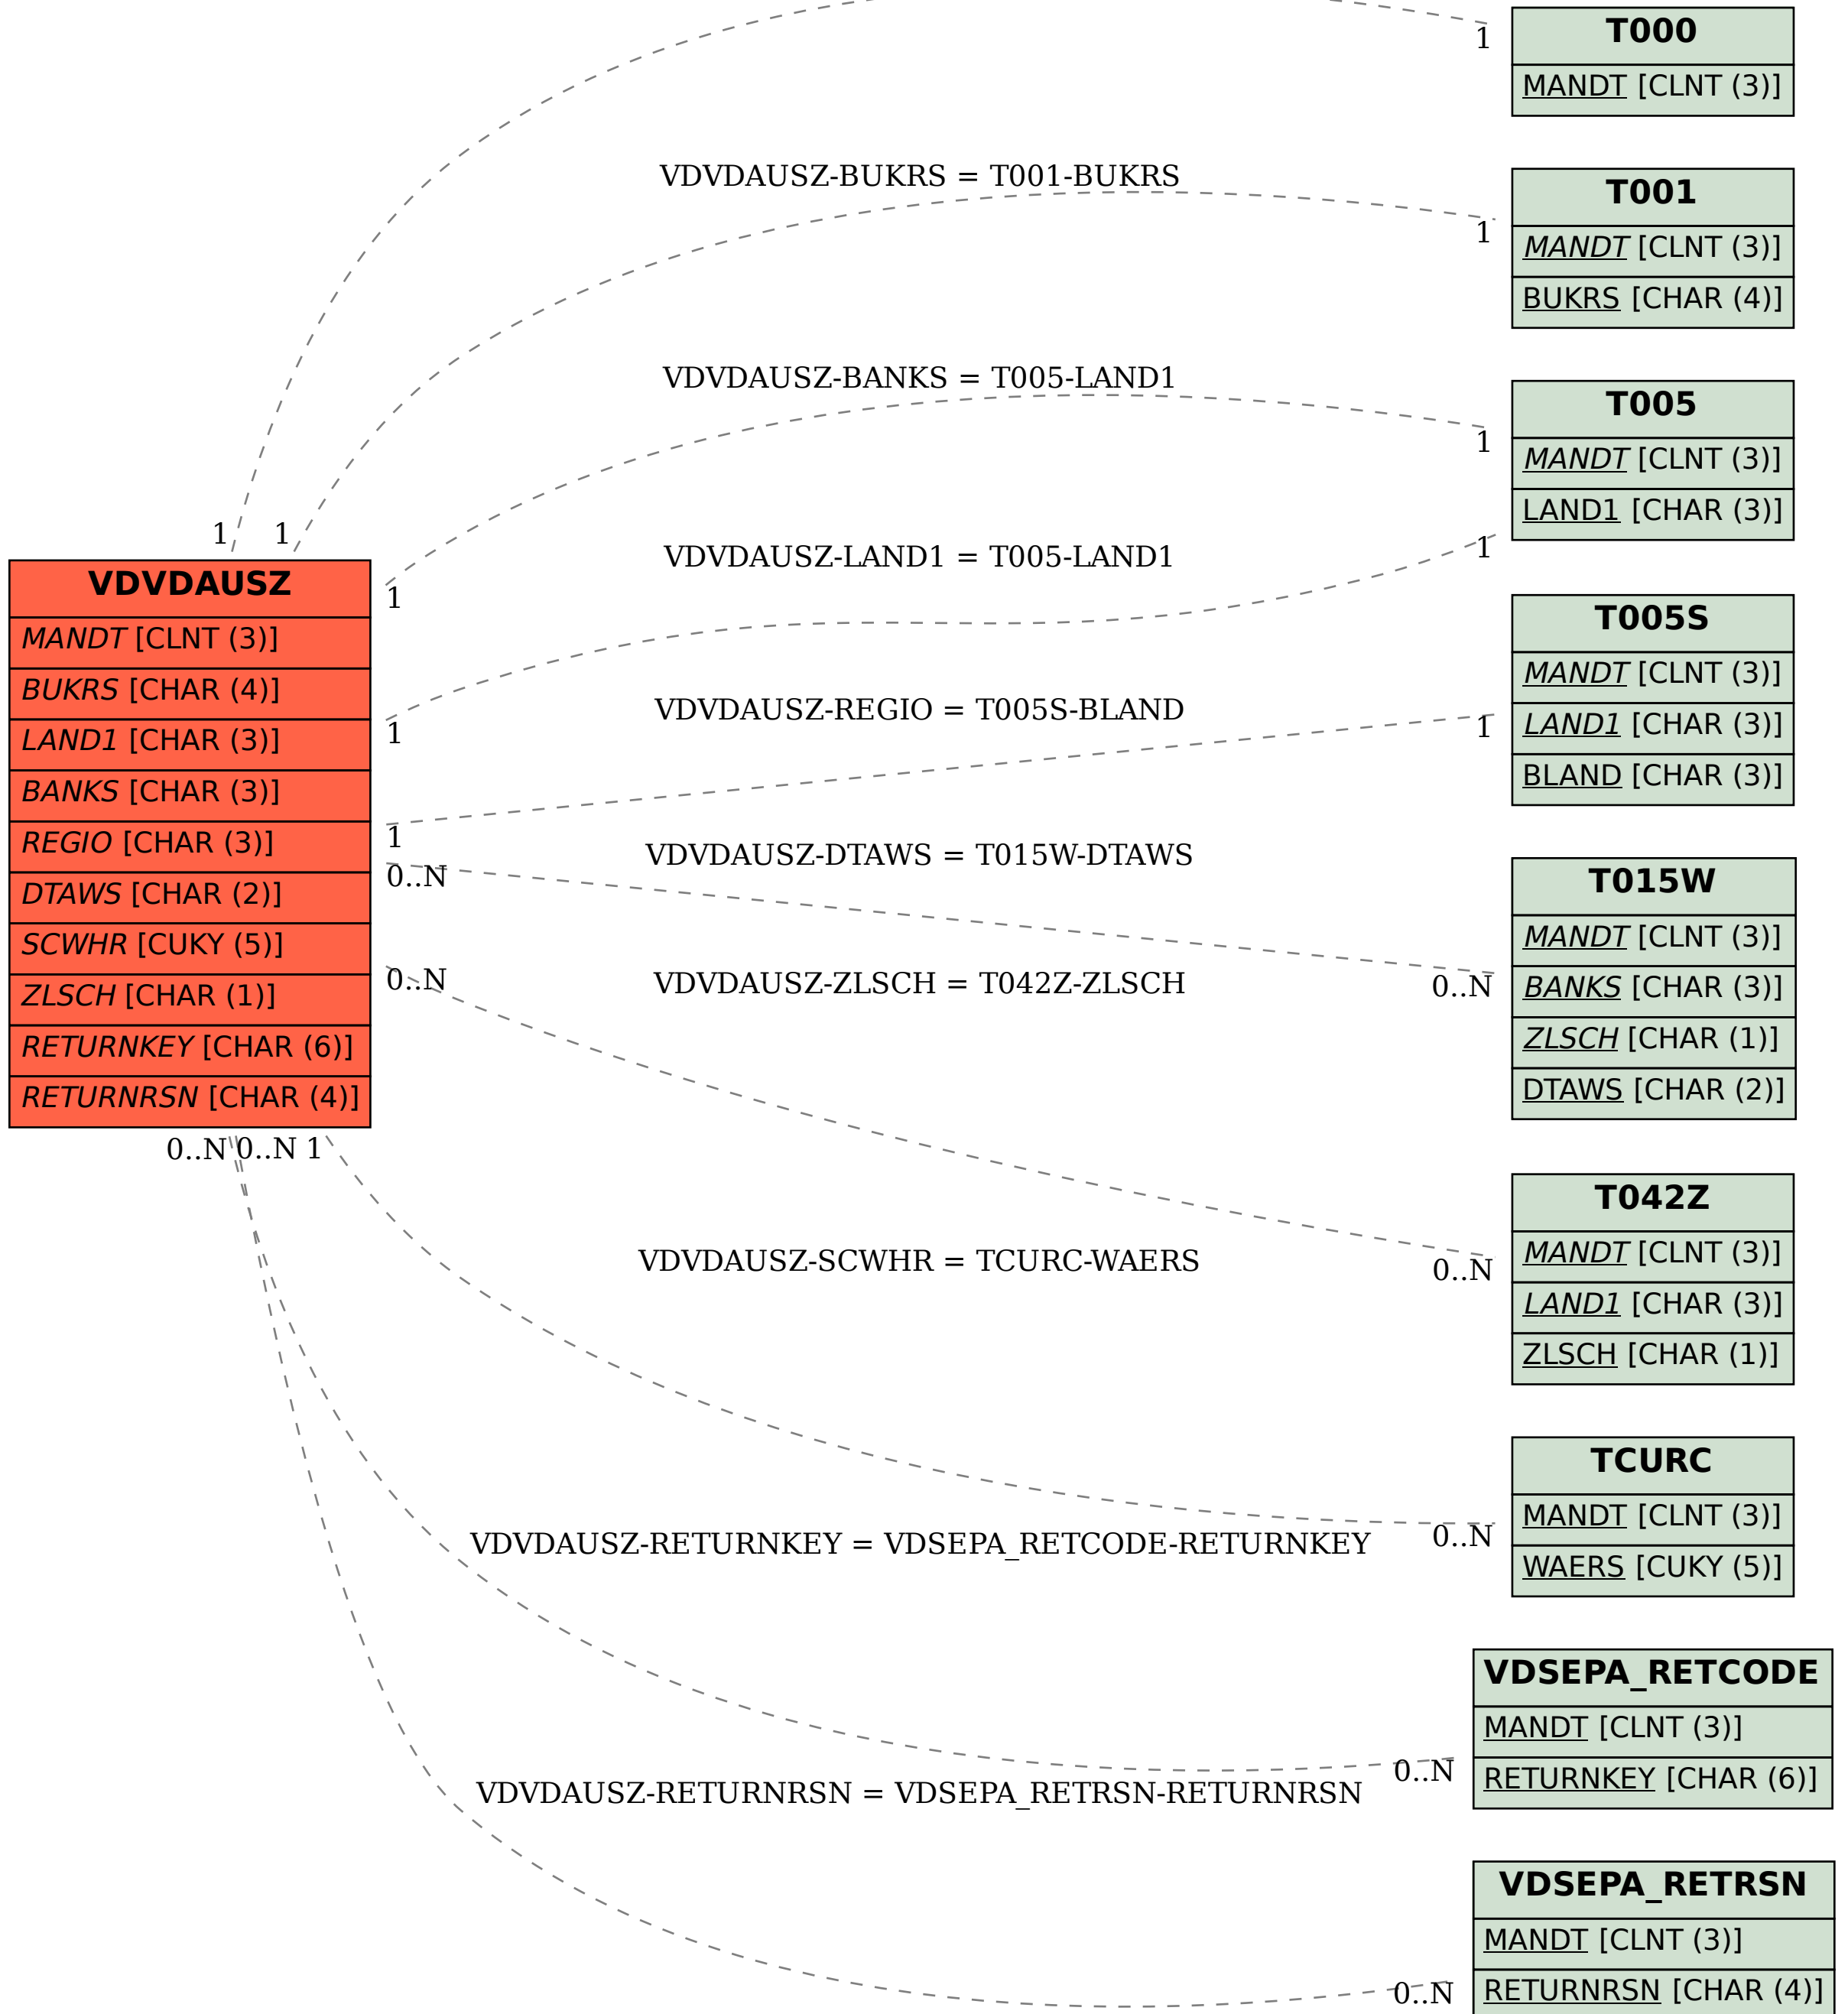 T000
1
MANDT [CLNT (3)]
VDVDAUSZ-BUKRS = T001-BUKRS
T001
1
MANDT [CLNT (3)]
BUKRS [CHAR (4)]
VDVDAUSZ-BANKS = T005-LAND1
T005
1
MANDT [CLNT (3)]
LAND1 [CHAR (3)]
1
1
VDVDAUSZ-LAND1 = T005-LAND1
1
VDVDAUSZ
1
MANDT [CLNT (3)]
BUKRS [CHAR (4)]
LAND1 [CHAR (3)]
BANKS [CHAR (3)]
REGIO [CHAR (3)]
DTAWS [CHAR (2)]
SCWHR [CUKY (5)]
ZLSCH [CHAR (1)]
RETURNKEY [CHAR (6)]
RETURNRSN [CHAR (4)]
1
T005S
MANDT [CLNT (3)]
LAND1 [CHAR (3)]
BLAND [CHAR (3)]
VDVDAUSZ-REGIO = T005S-BLAND
1
1
VDVDAUSZ-DTAWS = T015W-DTAWS
0..N
T015W
MANDT [CLNT (3)]
BANKS [CHAR (3)]
ZLSCH [CHAR (1)]
DTAWS [CHAR (2)]
0..N
VDVDAUSZ-ZLSCH = T042Z-ZLSCH
0..N
0..N
0..N
1
T042Z
MANDT [CLNT (3)]
LAND1 [CHAR (3)]
ZLSCH [CHAR (1)]
VDVDAUSZ-SCWHR = TCURC-WAERS
0..N
TCURC
MANDT [CLNT (3)]
WAERS [CUKY (5)]
0..N
VDVDAUSZ-RETURNKEY = VDSEPA_RETCODE-RETURNKEY
VDSEPA_RETCODE
MANDT [CLNT (3)]
RETURNKEY [CHAR (6)]
0..N
VDVDAUSZ-RETURNRSN = VDSEPA_RETRSN-RETURNRSN
VDSEPA_RETRSN
MANDT [CLNT (3)]
RETURNRSN [CHAR (4)]
0..N